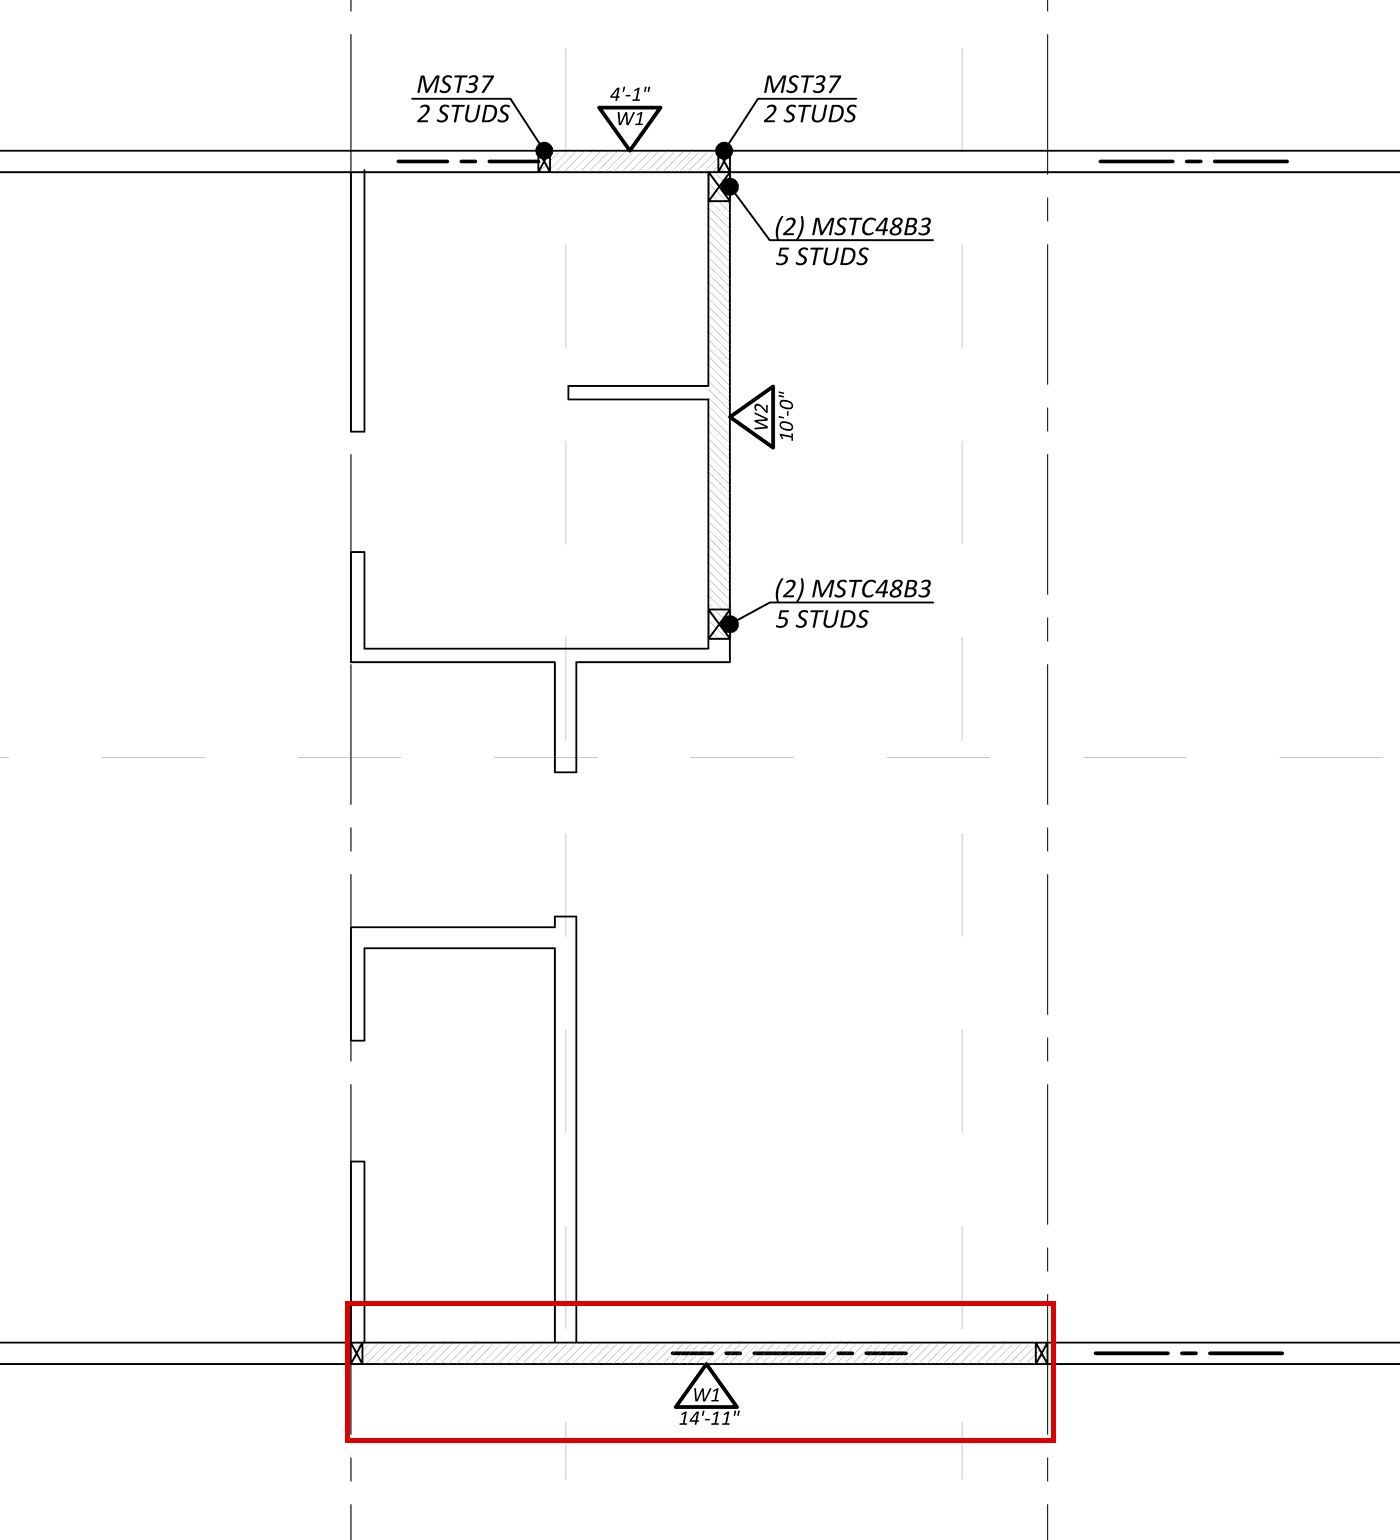 MST37
2 STUDS
4'-1"
W1
MST37
2 STUDS
(2) MSTC48B3
5 STUDS
W2
10'-0"
(2) MSTC48B3
5 STUDS
W1
14'-11"